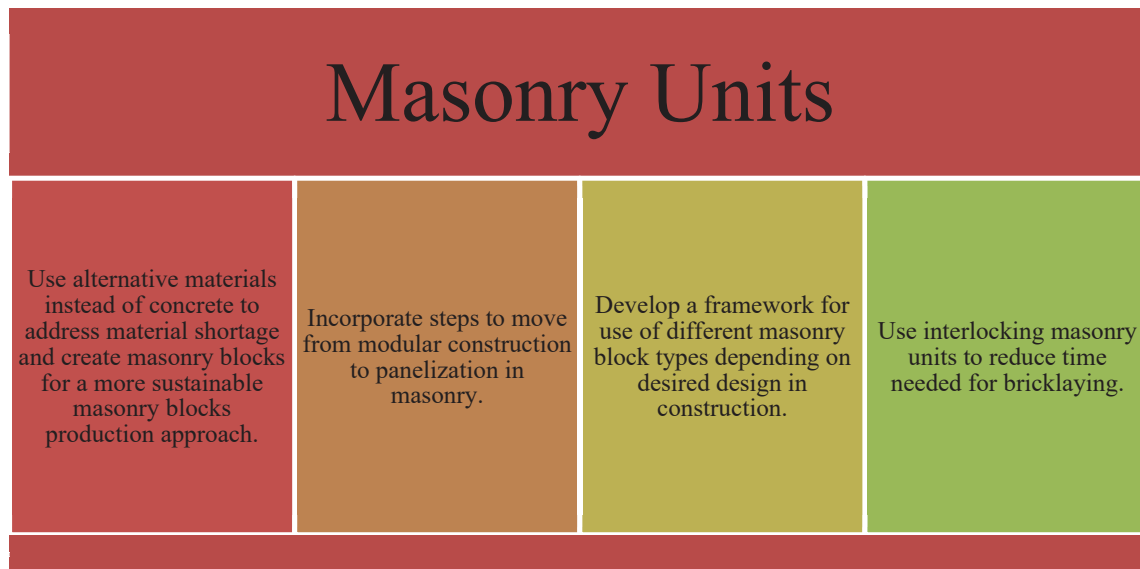 Masonry Units
Use alternative materials
instead of concrete to
address material shortage
and create masonry blocks
for a more sustainable
masonry blocks
production approach.
Incorporate steps to move
from modular construction
to panelization in
masonry.
Develop a framework for
use of different masonry
block types depending on
desired design in
construction.
Use interlocking masonry
units to reduce time
needed for bricklaying.